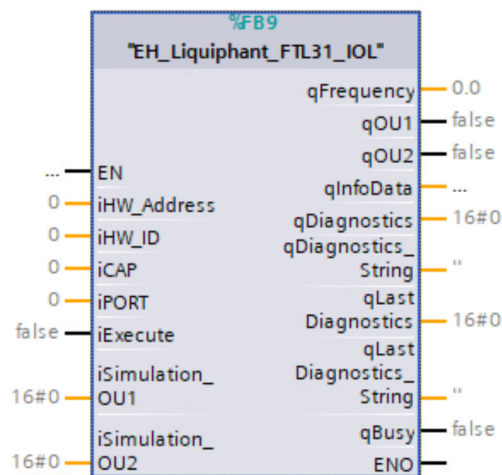 %FB9
"EH_Liquiphant_FTL31_IOL"
qFrequency 0.0
qOU1 false
qOU2 false
... EN
qInfoData ...
0 iHW_Address
qDiagnostics 16#0
0 iHW_ID
qDiagnostics_
String ''
0 iCAP
0 iPORT
qLast
Diagnostics 16#0
false iExecute
qLast
Diagnostics_
String ''
iSimulation_
16#0 OU1
qBusy false
iSimulation_
16#0 OU2
ENO